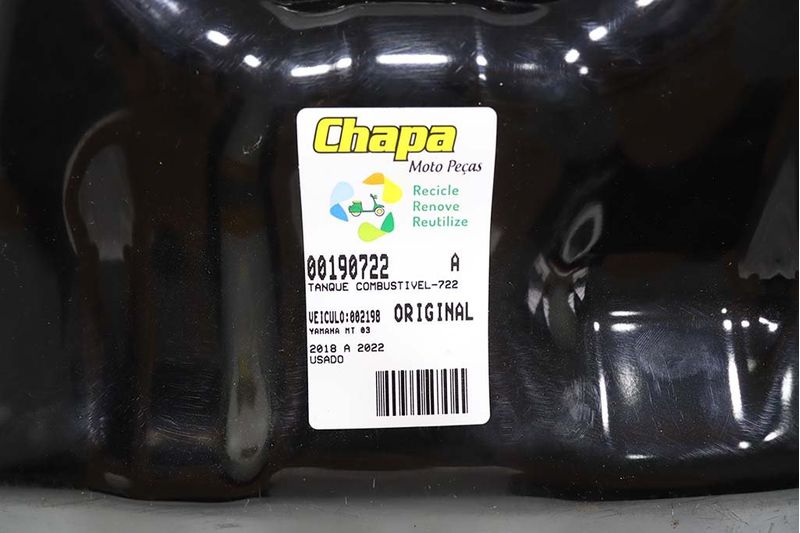 Chapa
Moto Peças
Recicle
Renove
Reutilize
00190722 A
TANQUE COMBUSTIVEL-722
VEICULO:002198 ORIGINAL
YAMAHA MT 03
2018 A 2022
USADO